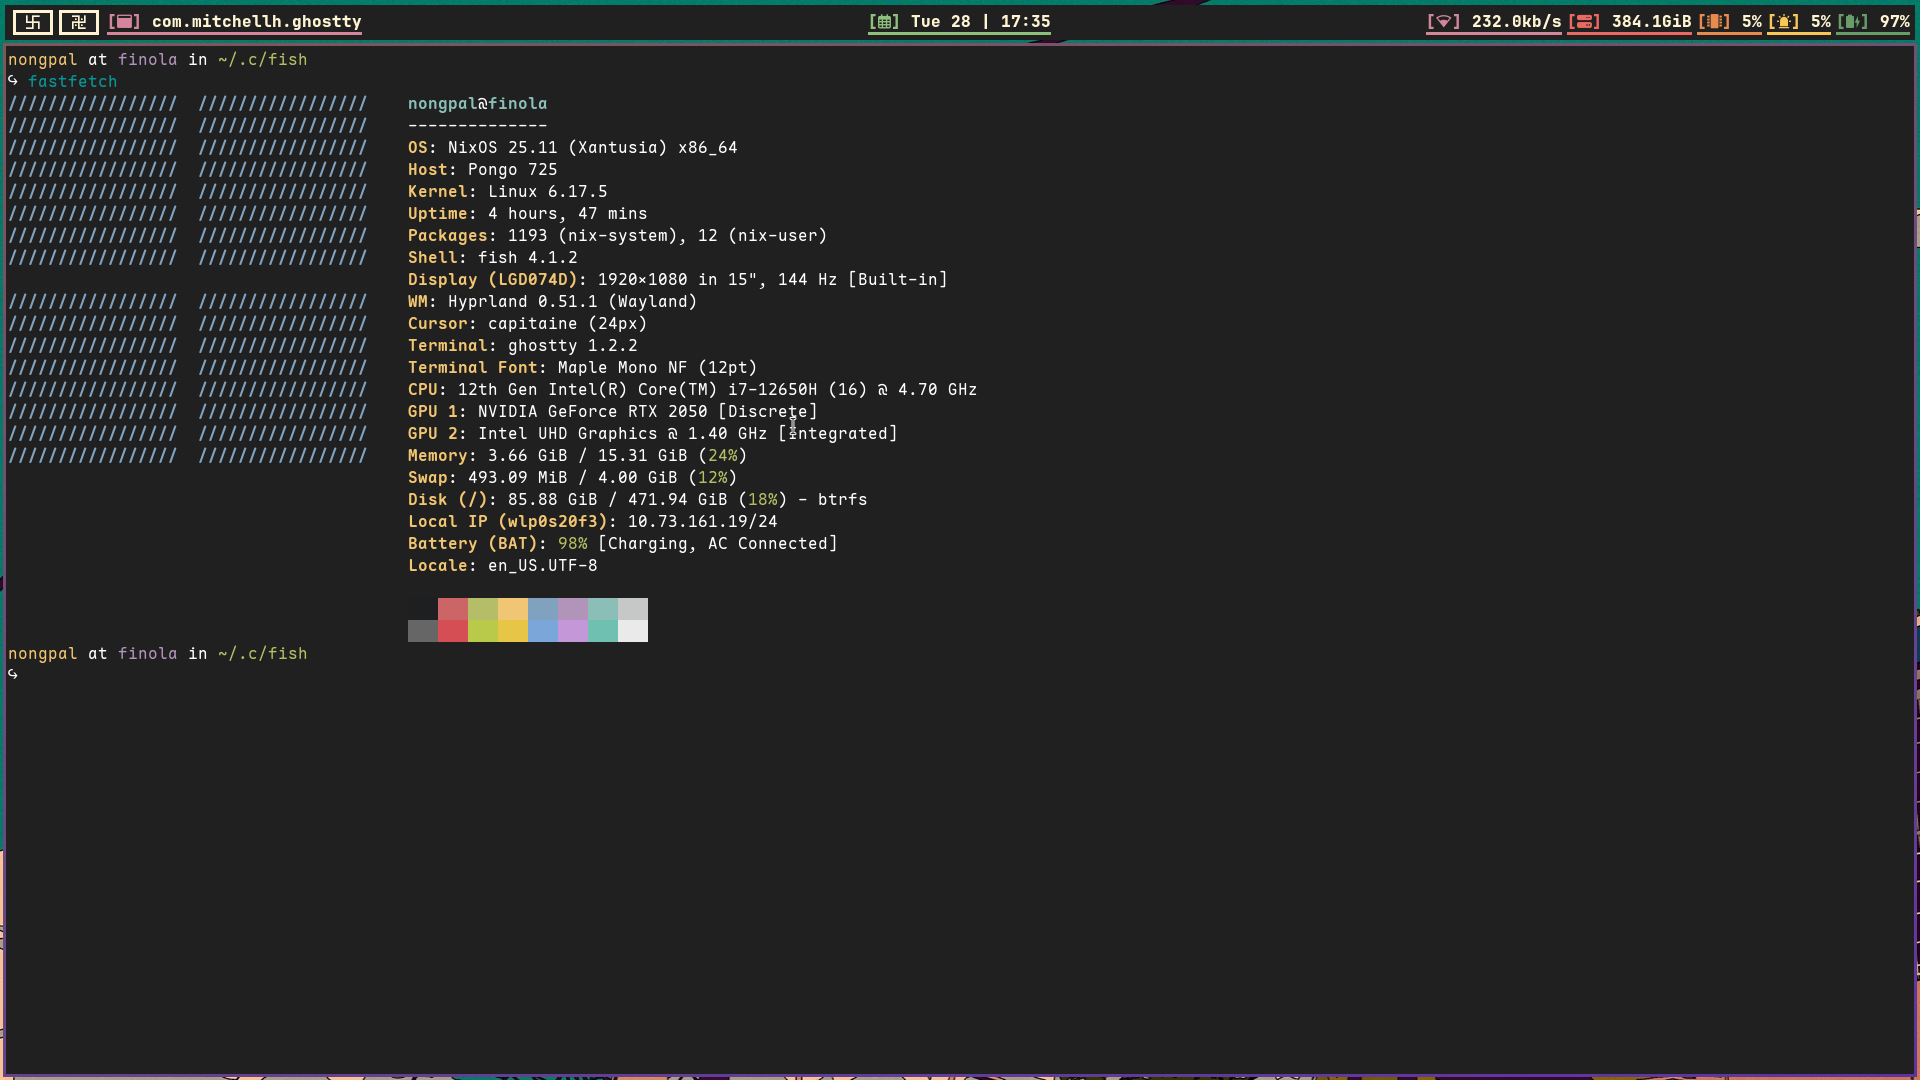 卐 卍 [] com.mitchellh.ghostty [] Tue 28 | 17:35 [] 232.0kb/s [] 384.1GiB [] 5% [] 5% [] 97%
nongpal at finola in ~/.c/fish
↪ fastfetch
///////////////// ///////////////// nongpal@finola
///////////////// ///////////////// --------------
///////////////// ///////////////// OS: NixOS 25.11 (Xantusia) x86_64
///////////////// ///////////////// Host: Pongo 725
///////////////// ///////////////// Kernel: Linux 6.17.5
///////////////// ///////////////// Uptime: 4 hours, 47 mins
///////////////// ///////////////// Packages: 1193 (nix-system), 12 (nix-user)
///////////////// ///////////////// Shell: fish 4.1.2
Display (LGD074D): 1920×1080 in 15", 144 Hz [Built-in]
///////////////// ///////////////// WM: Hyprland 0.51.1 (Wayland)
///////////////// ///////////////// Cursor: capitaine (24px)
///////////////// ///////////////// Terminal: ghostty 1.2.2
///////////////// ///////////////// Terminal Font: Maple Mono NF (12pt)
///////////////// ///////////////// CPU: 12th Gen Intel(R) Core(TM) i7-12650H (16) @ 4.70 GHz
///////////////// ///////////////// GPU 1: NVIDIA GeForce RTX 2050 [Discrete]
///////////////// ///////////////// GPU 2: Intel UHD Graphics @ 1.40 GHz [Integrated]
///////////////// ///////////////// Memory: 3.66 GiB / 15.31 GiB (24%)
Swap: 493.09 MiB / 4.00 GiB (12%)
Disk (/): 85.88 GiB / 471.94 GiB (18%) - btrfs
Local IP (wlp0s20f3): 10.73.161.19/24
Battery (BAT): 98% [Charging, AC Connected]
Locale: en_US.UTF-8
nongpal at finola in ~/.c/fish
↪